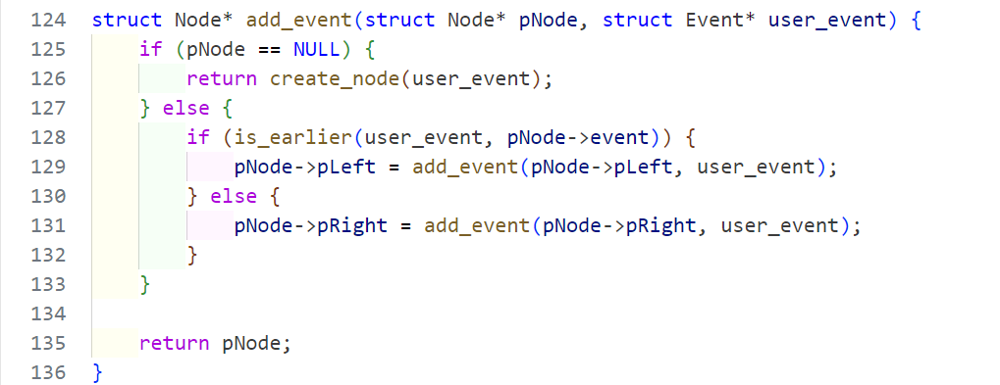 124 struct Node* add_event(struct Node* pNode, struct Event* user_event) {
125     if (pNode == NULL) {
126         return create_node(user_event);
127     } else {
128         if (is_earlier(user_event, pNode->event)) {
129             pNode->pLeft = add_event(pNode->pLeft, user_event);
130         } else {
131             pNode->pRight = add_event(pNode->pRight, user_event);
132         }
133     }
134
135     return pNode;
136 }